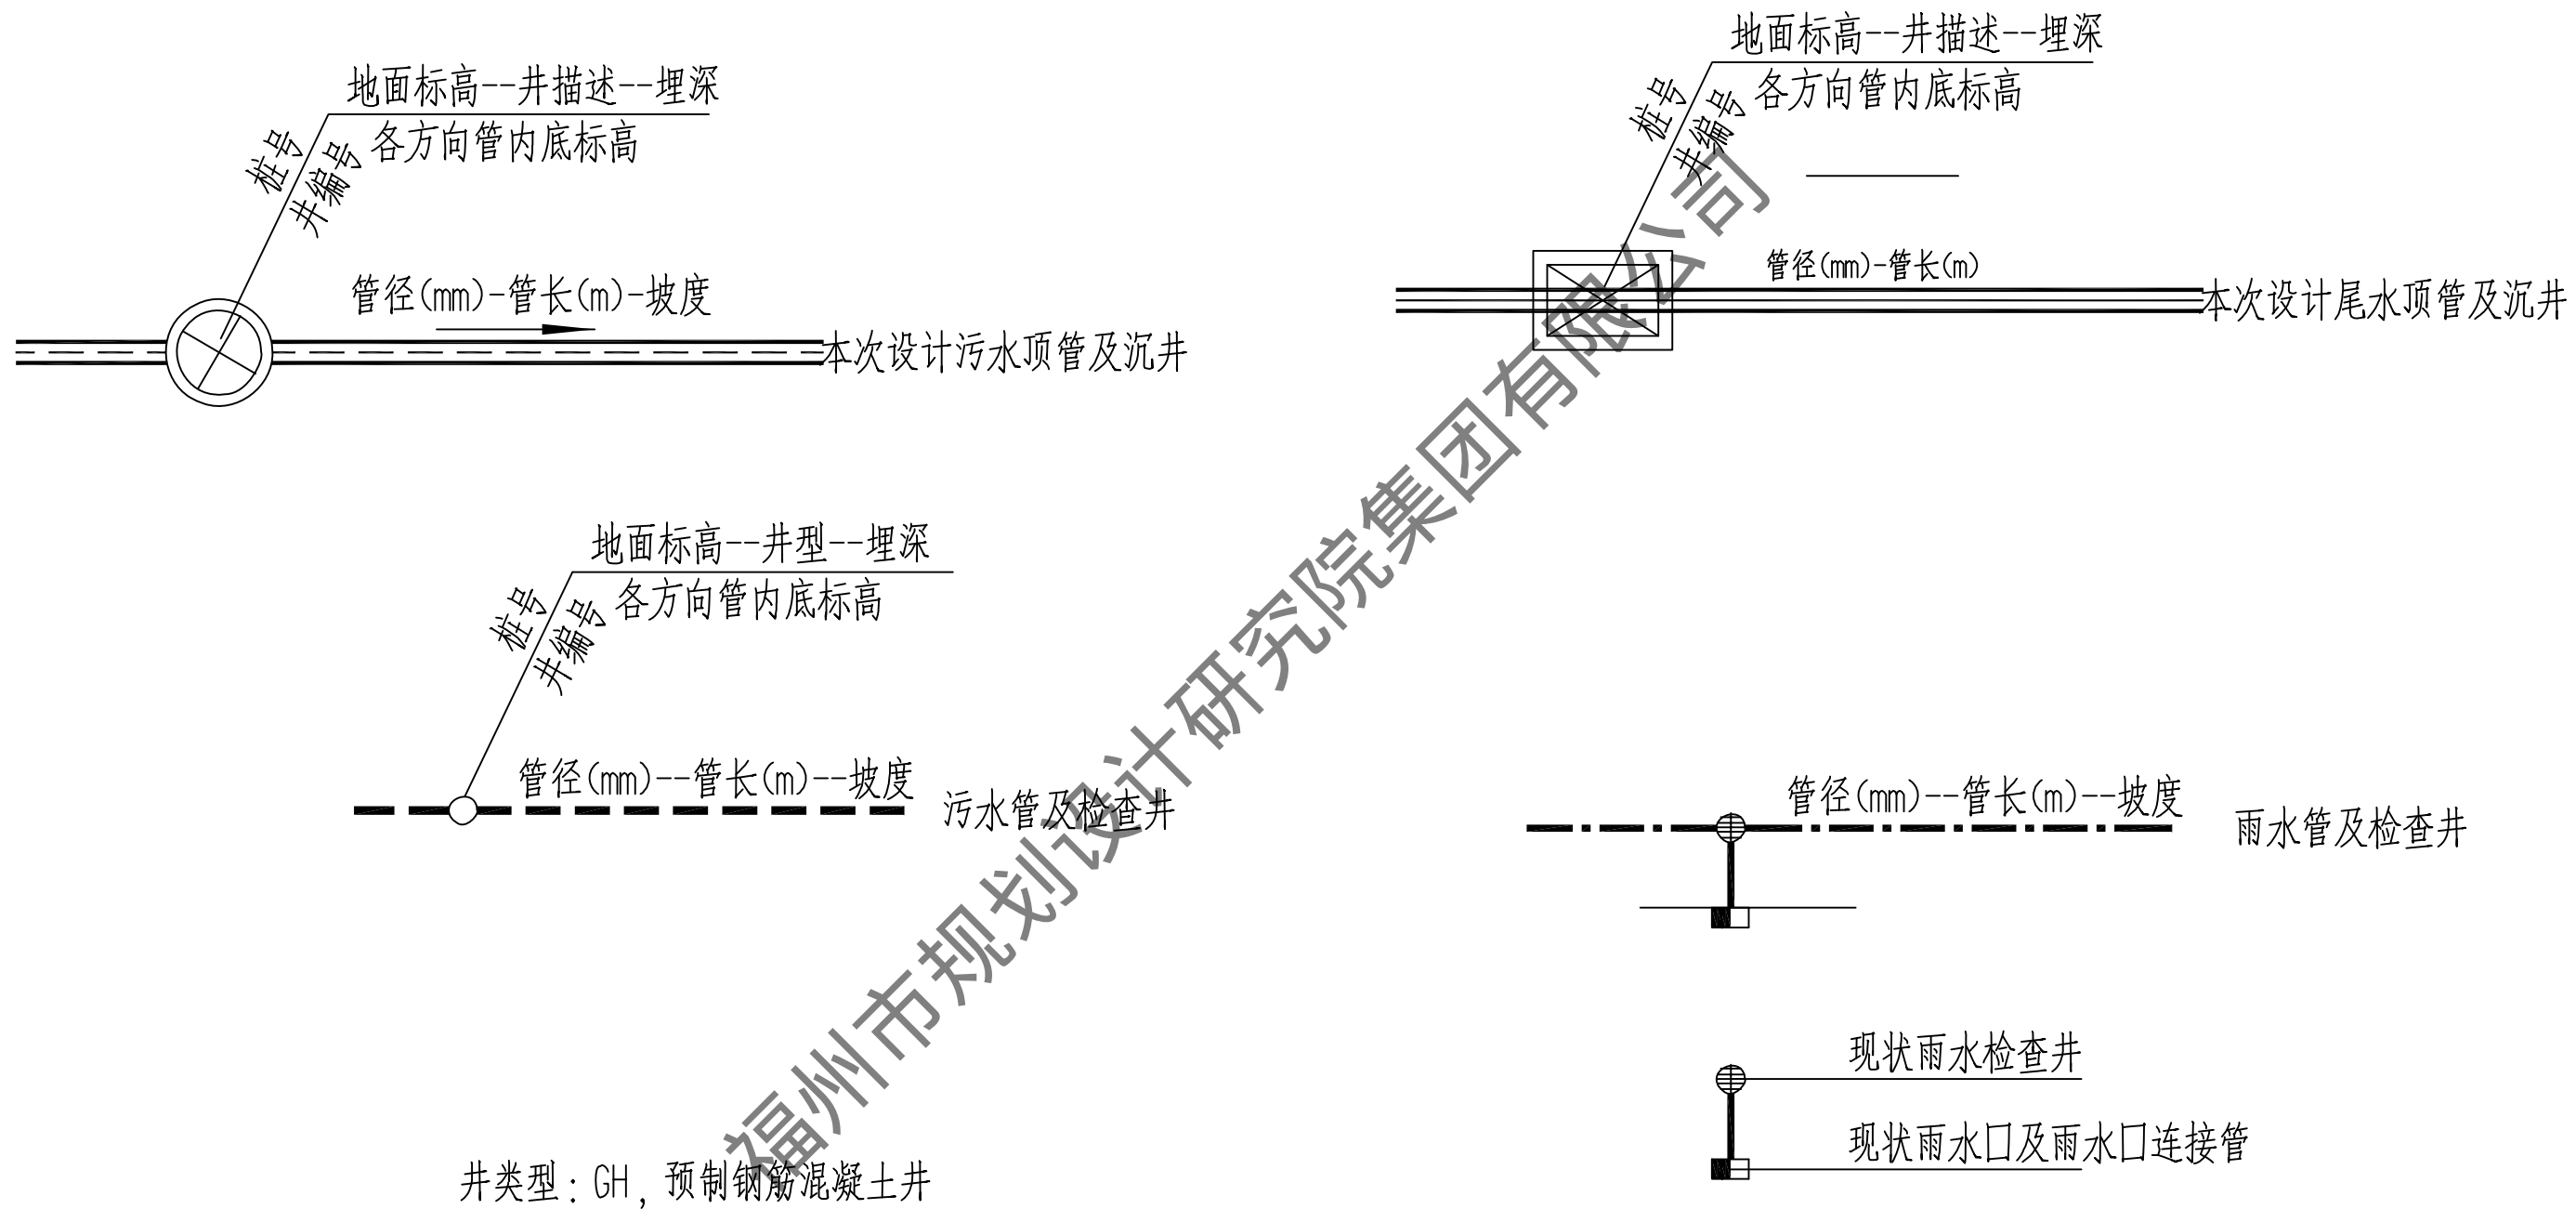 地面标高--井描述--埋深
各方向管内底标高
桩号
井编号
管径(mm)-管长(m)-坡度
本次设计污水顶管及沉井
地面标高--井描述--埋深
各方向管内底标高
桩号
井编号
管径(mm)-管长(m)
本次设计尾水顶管及沉井
地面标高--井型--埋深
各方向管内底标高
桩号
井编号
管径(mm)--管长(m)--坡度
污水管及检查井
管径(mm)--管长(m)--坡度
雨水管及检查井
现状雨水检查井
现状雨水口及雨水口连接管
井类型：GH，预制钢筋混凝土井
福州市规划设计研究院集团有限公司